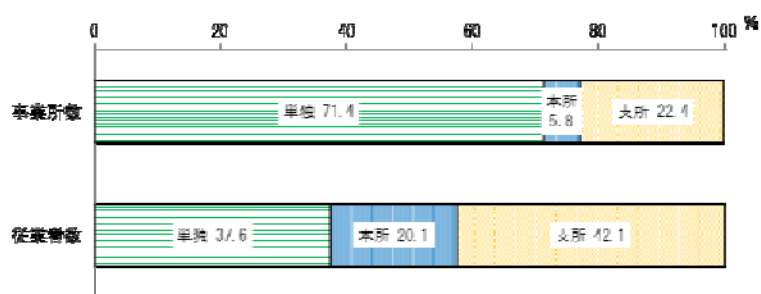 0 20 40 60 80 100 %
事業所数
単独 71.4
本所
5.8
支所 22.4
従業者数
単独 37.6
本所 20.1
支所 42.1